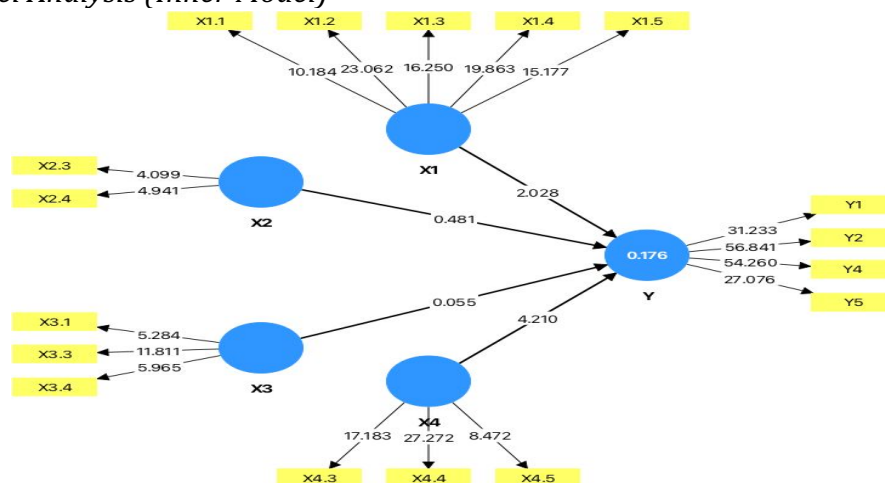 el Analysis (Inner Model)
X1.1 X1.2 X1.3 X1.4 X1.5
10.184 23.062 16.250 19.863 15.177
X1
X2.3
4.099
X2.4
4.941
X2
2.028
0.481
Y1
31.233
Y2
56.841
0.176
54.260
Y4
27.076
Y5
Y
0.055
4.210
X3.1
5.284
X3.3
11.811
X3.4
5.965
X3
X4
17.183 27.272 8.472
X4.3 X4.4 X4.5